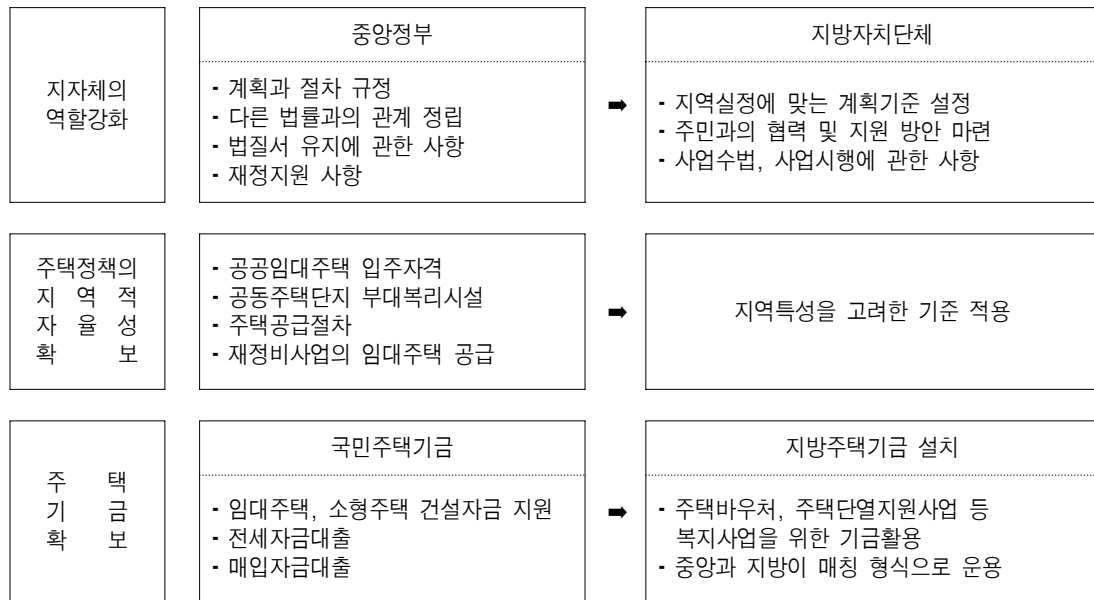 지자체의
역할강화
중앙정부
- 계획과 절차 규정
- 다른 법률과의 관계 정립
- 법질서 유지에 관한 사항
- 재정지원 사항
➡
지방자치단체
- 지역실정에 맞는 계획기준 설정
- 주민과의 협력 및 지원 방안 마련
- 사업수법, 사업시행에 관한 사항
주택정책의
지 역 적
자 율 성
확 보
- 공공임대주택 입주자격
- 공동주택단지 부대복리시설
- 주택공급절차
- 재정비사업의 임대주택 공급
➡
지역특성을 고려한 기준 적용
주 택
기 금
확 보
국민주택기금
- 임대주택, 소형주택 건설자금 지원
- 전세자금대출
- 매입자금대출
➡
지방주택기금 설치
- 주택바우처, 주택단열지원사업 등
복지사업을 위한 기금활용
- 중앙과 지방이 매칭 형식으로 운용